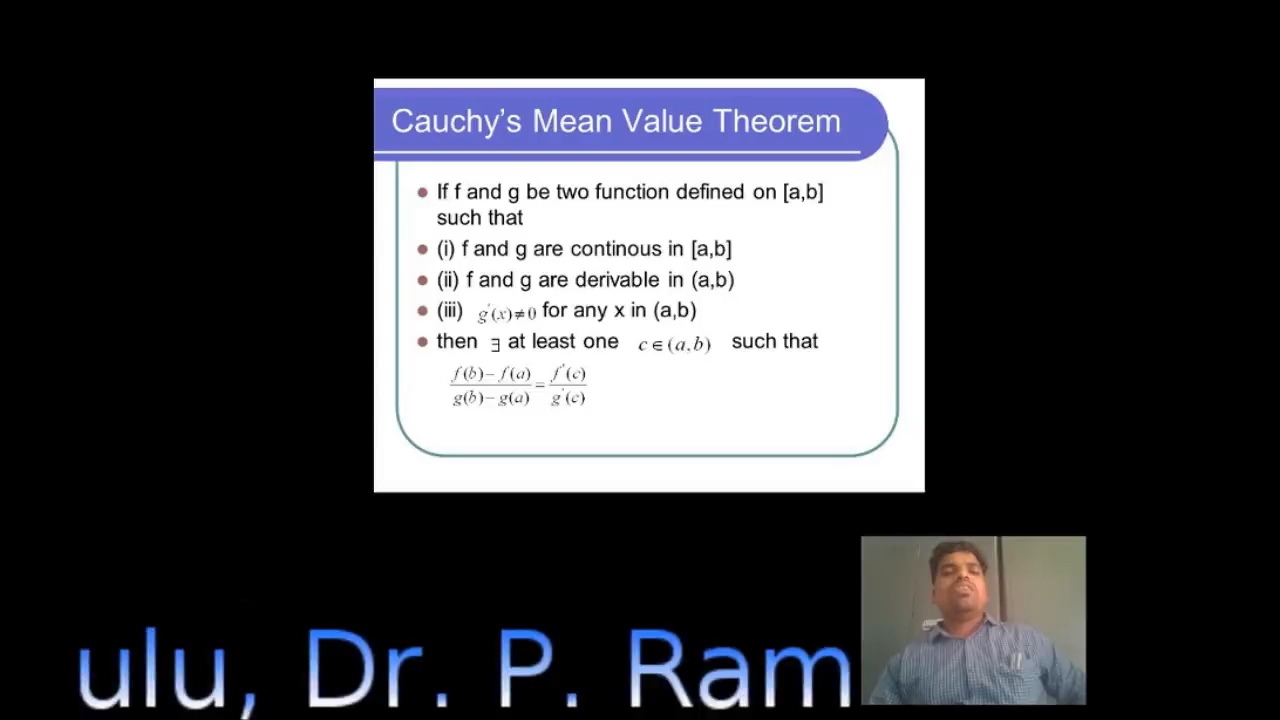 Cauchy's Mean Value Theorem
If f and g be two function defined on [a,b]
such that
(i) f and g are continous in [a,b]
(ii) f and g are derivable in (a,b)
(iii) g'(x)≠0 for any x in (a,b)
then ∃ at least one c∈(a,b) such that
f(b)−f(a) / g(b)−g(a) = f'(c) / g'(c)
ulu, Dr. P. Ram